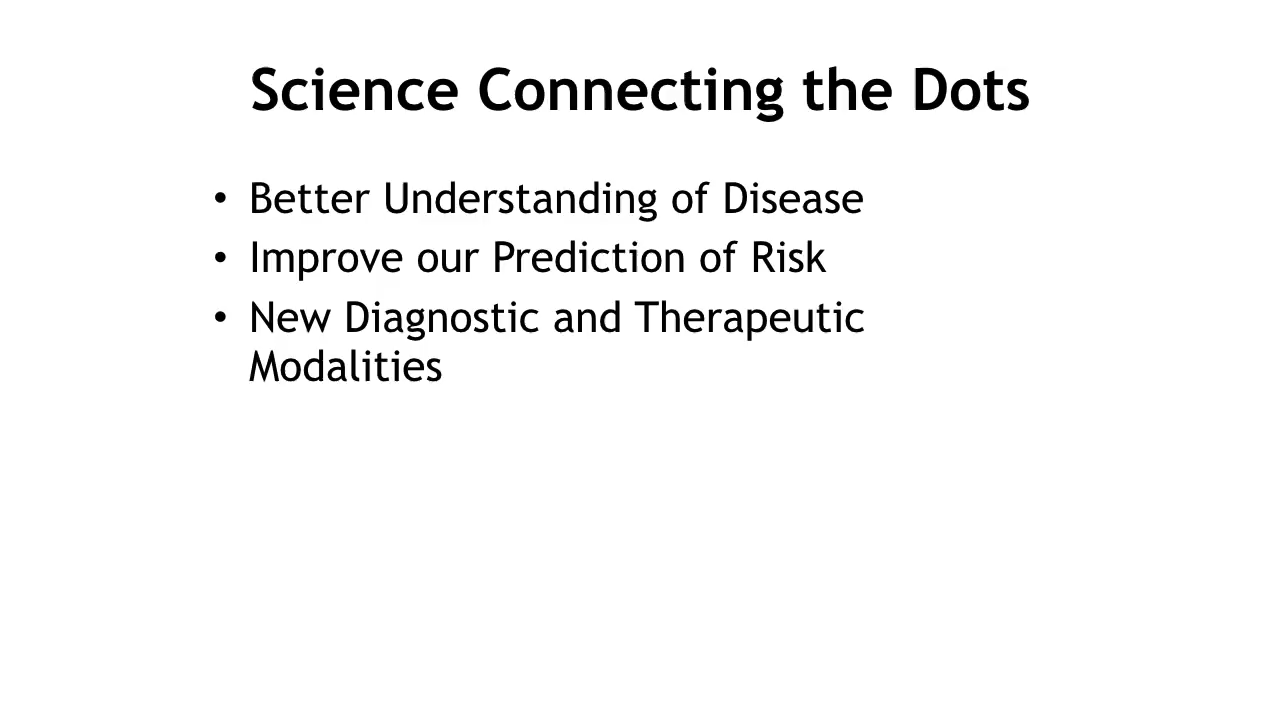 Science Connecting the Dots
• Better Understanding of Disease
• Improve our Prediction of Risk
• New Diagnostic and Therapeutic
Modalities